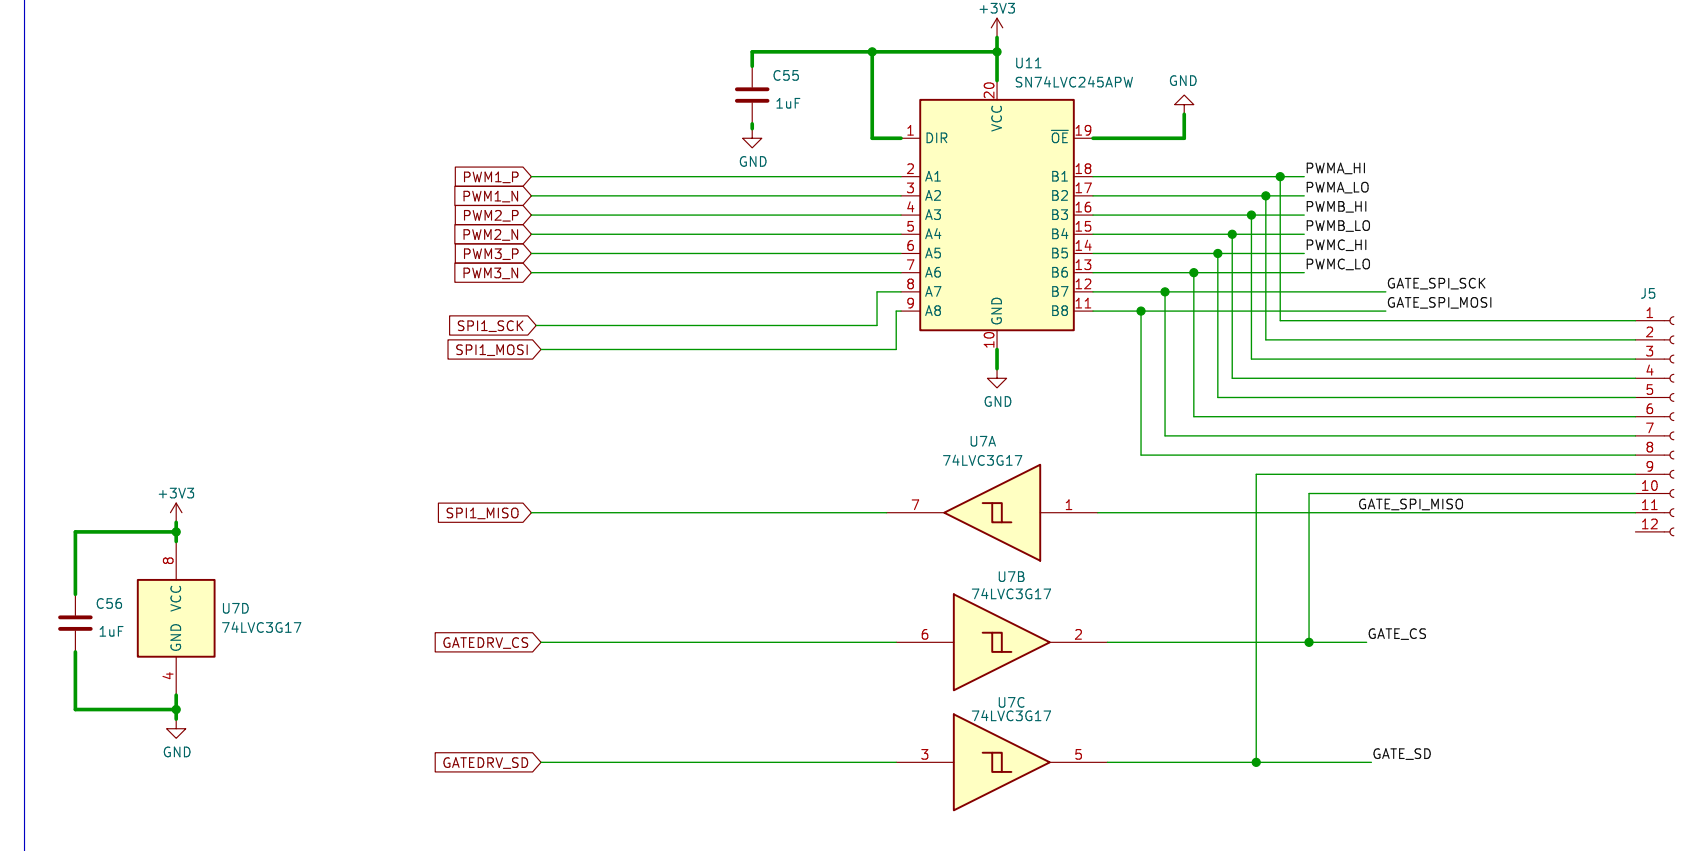 +3V3
C55
1uF
GND
U11
SN74LVC245APW
GND
20
VCC
1 DIR
OE 19
PWM1_P 2 A1 B1 18 PWMA_HI
PWM1_N 3 A2 B2 17 PWMA_LO
PWM2_P 4 A3 B3 16 PWMB_HI
PWM2_N 5 A4 B4 15 PWMB_LO
PWM3_P 6 A5 B5 14 PWMC_HI
PWM3_N 7 A6 B6 13 PWMC_LO
8 A7 B7 12 GATE_SPI_SCK
9 A8 B8 11 GATE_SPI_MOSI
SPI1_SCK
SPI1_MOSI
GND
10
GND
J5
1
2
3
4
5
6
7
8
9
10
11
12
U7A
74LVC3G17
SPI1_MISO 7 1 GATE_SPI_MISO
U7B
74LVC3G17
GATEDRV_CS 6 2 GATE_CS
U7C
74LVC3G17
GATEDRV_SD 3 5 GATE_SD
+3V3
8
VCC
GND
4
C56
1uF
U7D
74LVC3G17
GND